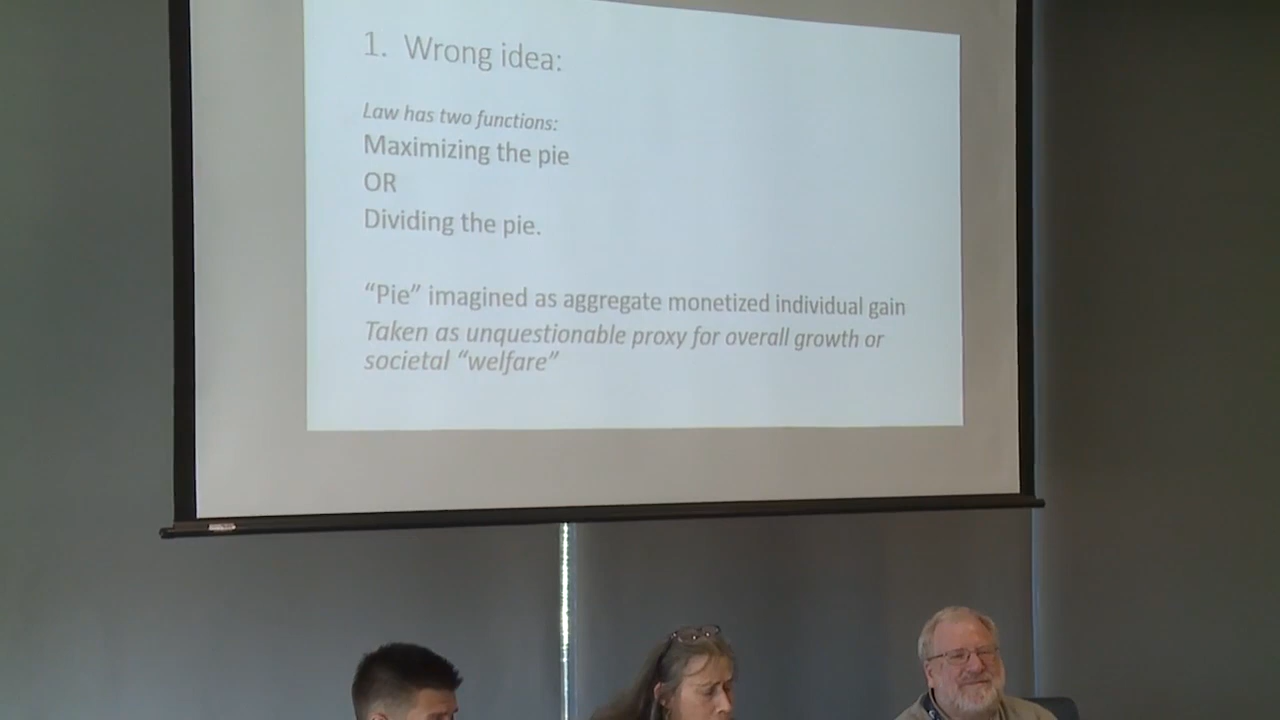 1. Wrong idea:
Law has two functions:
Maximizing the pie
OR
Dividing the pie.
“Pie” imagined as aggregate monetized individual gain
Taken as unquestionable proxy for overall growth or
societal “welfare”